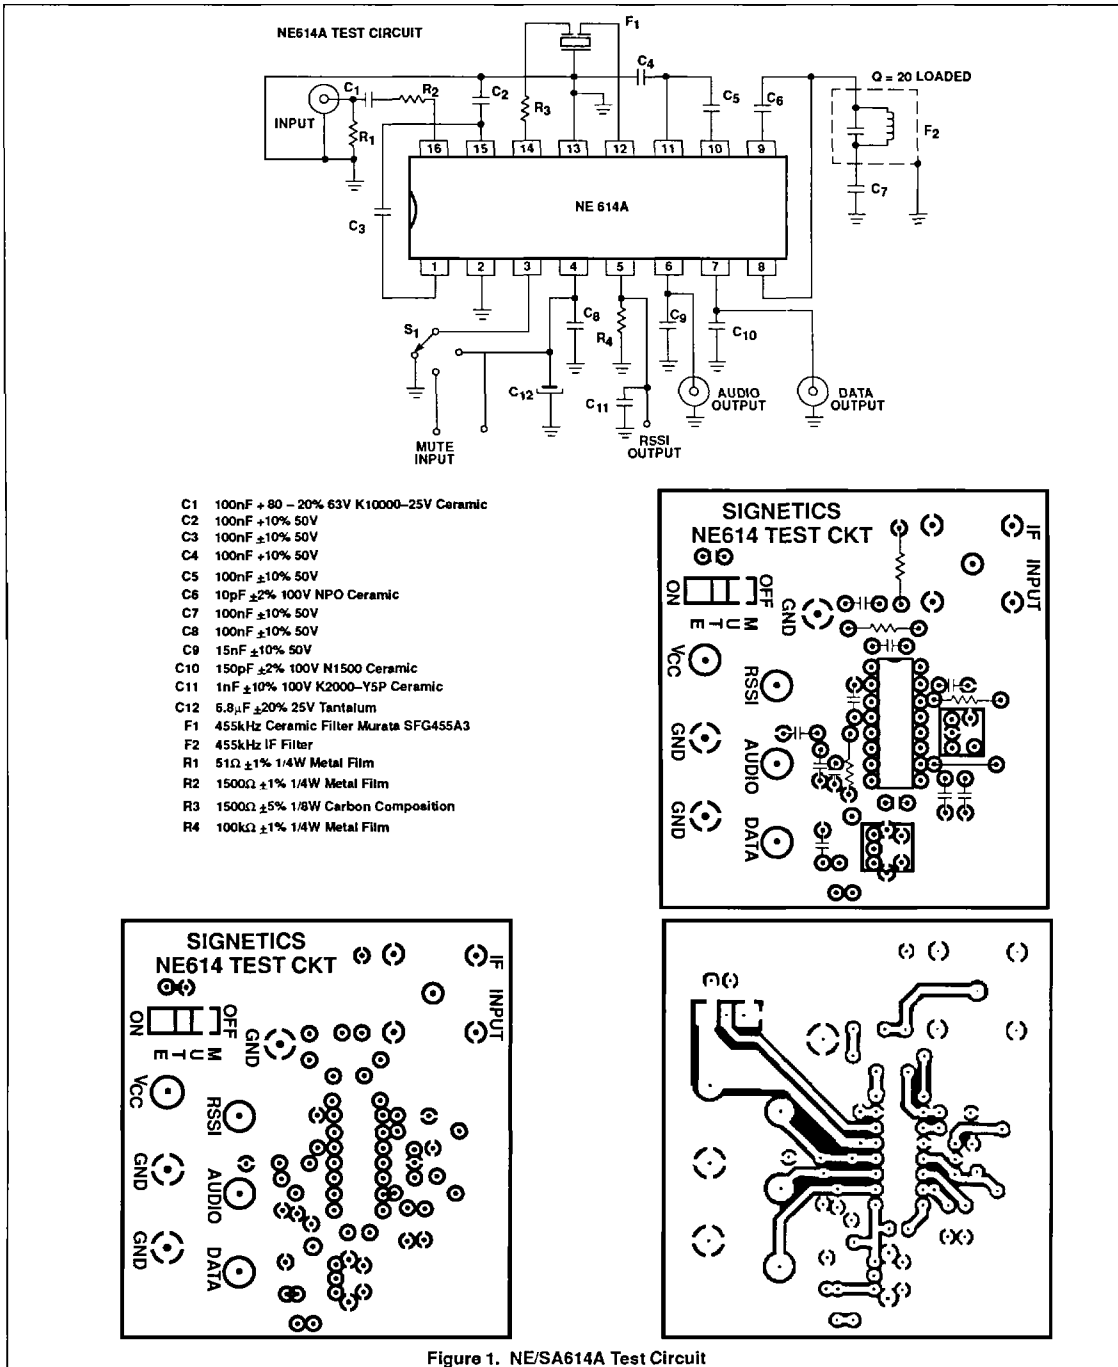 NE614A TEST CIRCUIT
F1
C4
Q = 20 LOADED
C1
R2
C2
R3
C5
C6
F2
INPUT
R1
C7
16 15 14 13 12 11 10 9
NE 614A
C3
1 2 3 4 5 6 7 8
S1
C8
R4
C9
C10
C12
C11
AUDIO OUTPUT
DATA OUTPUT
MUTE INPUT
RSSI OUTPUT
C1 100nF + 80 – 20% 63V K10000–25V Ceramic
C2 100nF +10% 50V
C3 100nF ±10% 50V
C4 100nF +10% 50V
C5 100nF ±10% 50V
C6 10pF ±2% 100V NPO Ceramic
C7 100nF ±10% 50V
C8 100nF ±10% 50V
C9 15nF ±10% 50V
C10 150pF ±2% 100V N1500 Ceramic
C11 1nF ±10% 100V K2000–Y5P Ceramic
C12 6.8µF ±20% 25V Tantalum
F1 455kHz Ceramic Filter Murata SFG455A3
F2 455kHz IF Filter
R1 51Ω ±1% 1/4W Metal Film
R2 1500Ω ±1% 1/4W Metal Film
R3 1500Ω ±5% 1/8W Carbon Composition
R4 100kΩ ±1% 1/4W Metal Film
SIGNETICS
NE614 TEST CKT
IF INPUT
ON
OFF
MUTE
GND
VCC
RSSI
GND
AUDIO
GND
DATA
SIGNETICS
NE614 TEST CKT
IF INPUT
ON
OFF
MUTE
GND
VCC
RSSI
GND
AUDIO
GND
DATA
Figure 1. NE/SA614A Test Circuit